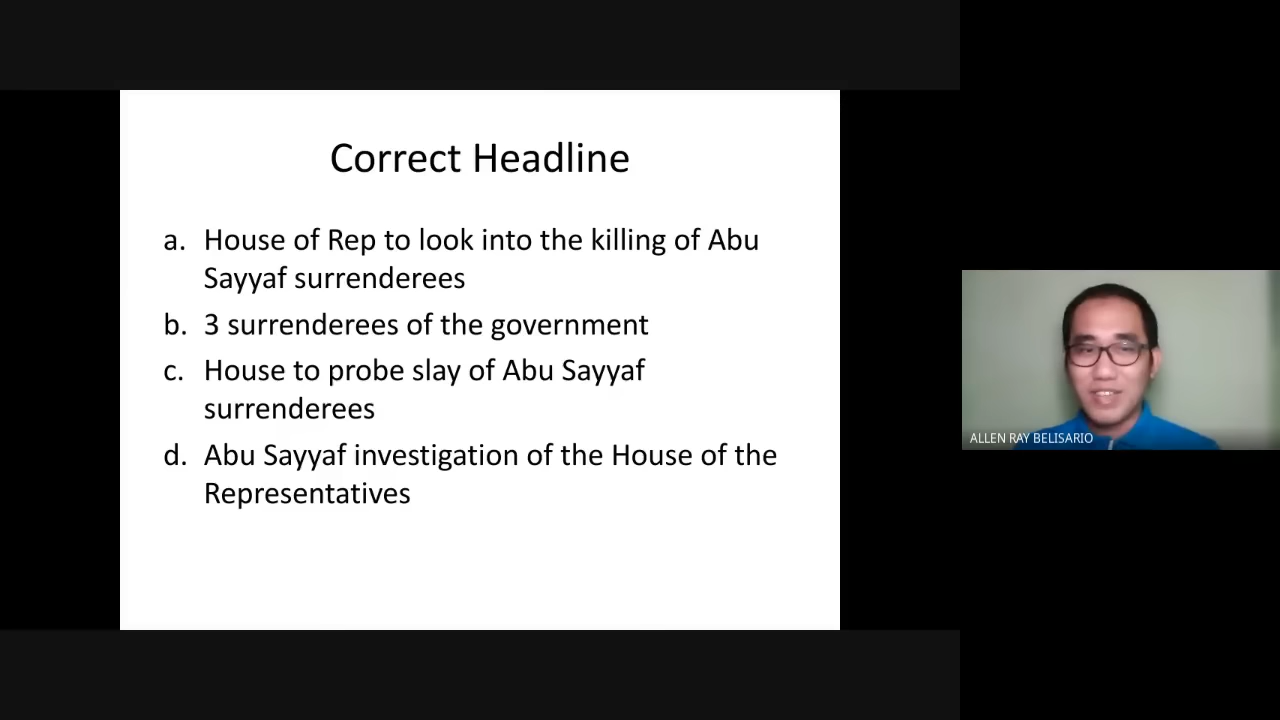 Correct Headline
a. House of Rep to look into the killing of Abu
Sayyaf surrenderees
b. 3 surrenderees of the government
c. House to probe slay of Abu Sayyaf
surrenderees
d. Abu Sayyaf investigation of the House of the
Representatives
ALLEN RAY BELISARIO